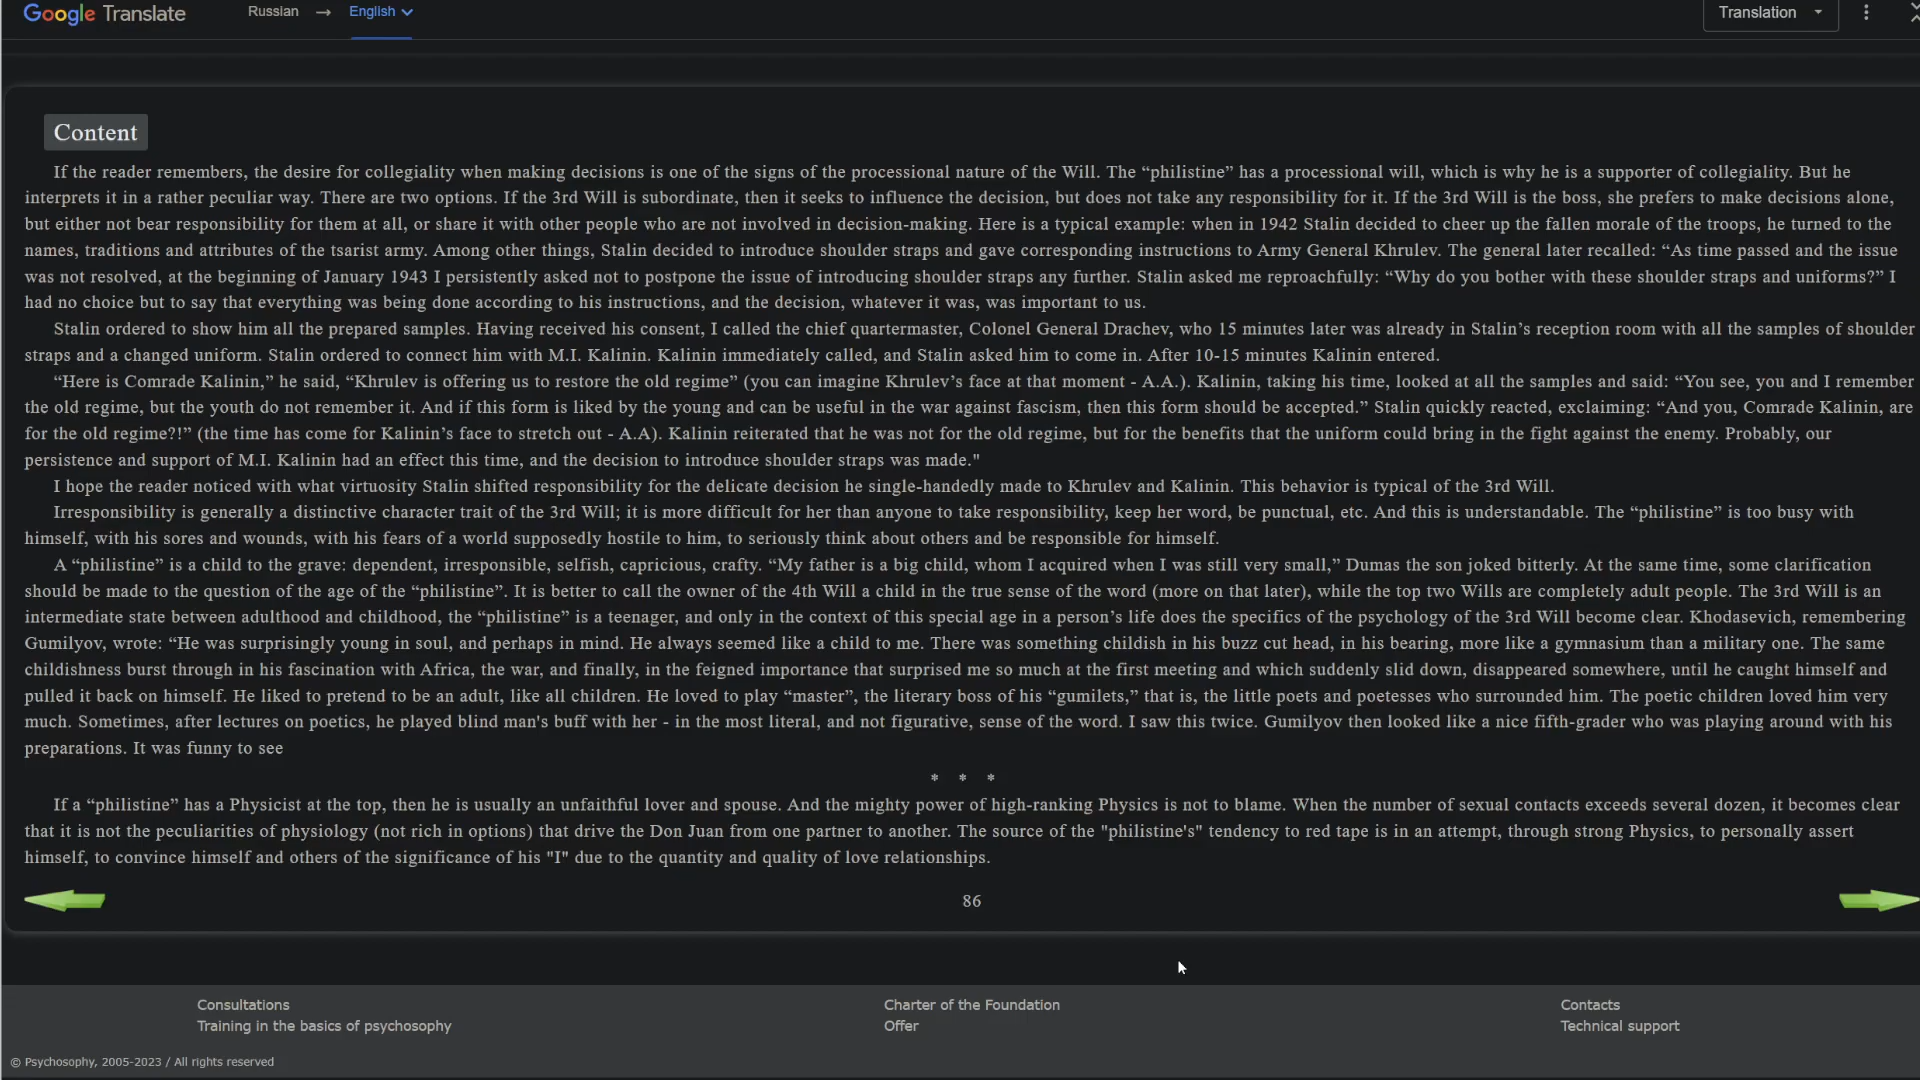 Google Translate
Russian → English
Translation
Content
If the reader remembers, the desire for collegiality when making decisions is one of the signs of the processional nature of the Will. The “philistine” has a processional will, which is why he is a supporter of collegiality. But he
interprets it in a rather peculiar way. There are two options. If the 3rd Will is subordinate, then it seeks to influence the decision, but does not take any responsibility for it. If the 3rd Will is the boss, she prefers to make decisions alone,
but either not bear responsibility for them at all, or share it with other people who are not involved in decision-making. Here is a typical example: when in 1942 Stalin decided to cheer up the fallen morale of the troops, he turned to the
names, traditions and attributes of the tsarist army. Among other things, Stalin decided to introduce shoulder straps and gave corresponding instructions to Army General Khrulev. The general later recalled: “As time passed and the issue
was not resolved, at the beginning of January 1943 I persistently asked not to postpone the issue of introducing shoulder straps any further. Stalin asked me reproachfully: “Why do you bother with these shoulder straps and uniforms?” I
had no choice but to say that everything was being done according to his instructions, and the decision, whatever it was, was important to us.
Stalin ordered to show him all the prepared samples. Having received his consent, I called the chief quartermaster, Colonel General Drachev, who 15 minutes later was already in Stalin’s reception room with all the samples of shoulder
straps and a changed uniform. Stalin ordered to connect him with M.I. Kalinin. Kalinin immediately called, and Stalin asked him to come in. After 10-15 minutes Kalinin entered.
“Here is Comrade Kalinin,” he said, “Khrulev is offering us to restore the old regime” (you can imagine Khrulev’s face at that moment - A.A.). Kalinin, taking his time, looked at all the samples and said: “You see, you and I remember
the old regime, but the youth do not remember it. And if this form is liked by the young and can be useful in the war against fascism, then this form should be accepted.” Stalin quickly reacted, exclaiming: “And you, Comrade Kalinin, are
for the old regime?!” (the time has come for Kalinin’s face to stretch out - A.A). Kalinin reiterated that he was not for the old regime, but for the benefits that the uniform could bring in the fight against the enemy. Probably, our
persistence and support of M.I. Kalinin had an effect this time, and the decision to introduce shoulder straps was made."
I hope the reader noticed with what virtuosity Stalin shifted responsibility for the delicate decision he single-handedly made to Khrulev and Kalinin. This behavior is typical of the 3rd Will.
Irresponsibility is generally a distinctive character trait of the 3rd Will; it is more difficult for her than anyone to take responsibility, keep her word, be punctual, etc. And this is understandable. The “philistine” is too busy with
himself, with his sores and wounds, with his fears of a world supposedly hostile to him, to seriously think about others and be responsible for himself.
A “philistine” is a child to the grave: dependent, irresponsible, selfish, capricious, crafty. “My father is a big child, whom I acquired when I was still very small,” Dumas the son joked bitterly. At the same time, some clarification
should be made to the question of the age of the “philistine”. It is better to call the owner of the 4th Will a child in the true sense of the word (more on that later), while the top two Wills are completely adult people. The 3rd Will is an
intermediate state between adulthood and childhood, the “philistine” is a teenager, and only in the context of this special age in a person’s life does the specifics of the psychology of the 3rd Will become clear. Khodasevich, remembering
Gumilyov, wrote: “He was surprisingly young in soul, and perhaps in mind. He always seemed like a child to me. There was something childish in his buzz cut head, in his bearing, more like a gymnasium than a military one. The same
childishness burst through in his fascination with Africa, the war, and finally, in the feigned importance that surprised me so much at the first meeting and which suddenly slid down, disappeared somewhere, until he caught himself and
pulled it back on himself. He liked to pretend to be an adult, like all children. He loved to play “master”, the literary boss of his “gumilets,” that is, the little poets and poetesses who surrounded him. The poetic children loved him very
much. Sometimes, after lectures on poetics, he played blind man's buff with her - in the most literal, and not figurative, sense of the word. I saw this twice. Gumilyov then looked like a nice fifth-grader who was playing around with his
preparations. It was funny to see
* * *
If a “philistine” has a Physicist at the top, then he is usually an unfaithful lover and spouse. And the mighty power of high-ranking Physics is not to blame. When the number of sexual contacts exceeds several dozen, it becomes clear
that it is not the peculiarities of physiology (not rich in options) that drive the Don Juan from one partner to another. The source of the "philistine's" tendency to red tape is in an attempt, through strong Physics, to personally assert
himself, to convince himself and others of the significance of his "I" due to the quantity and quality of love relationships.
86
Consultations
Training in the basics of psychosophy
Charter of the Foundation
Offer
Contacts
Technical support
© Psychosophy, 2005-2023 / All rights reserved